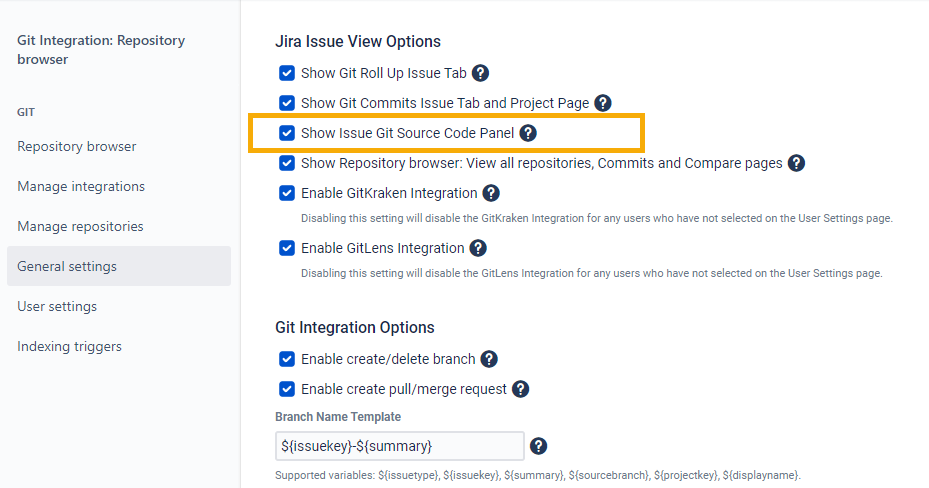 Git Integration: Repository
browser
GIT
Repository browser
Manage integrations
Manage repositories
General settings
User settings
Indexing triggers
Jira Issue View Options
Show Git Roll Up Issue Tab ?
Show Git Commits Issue Tab and Project Page ?
Show Issue Git Source Code Panel ?
Show Repository browser: View all repositories, Commits and Compare pages ?
Enable GitKraken Integration ?
Disabling this setting will disable the GitKraken Integration for any users who have not selected on the User Settings page.
Enable GitLens Integration ?
Disabling this setting will disable the GitLens Integration for any users who have not selected on the User Settings page.
Git Integration Options
Enable create/delete branch ?
Enable create pull/merge request ?
Branch Name Template
${issuekey}-${summary} ?
Supported variables: ${issuetype}, ${issuekey}, ${summary}, ${sourcebranch}, ${projectkey}, ${displayname}.